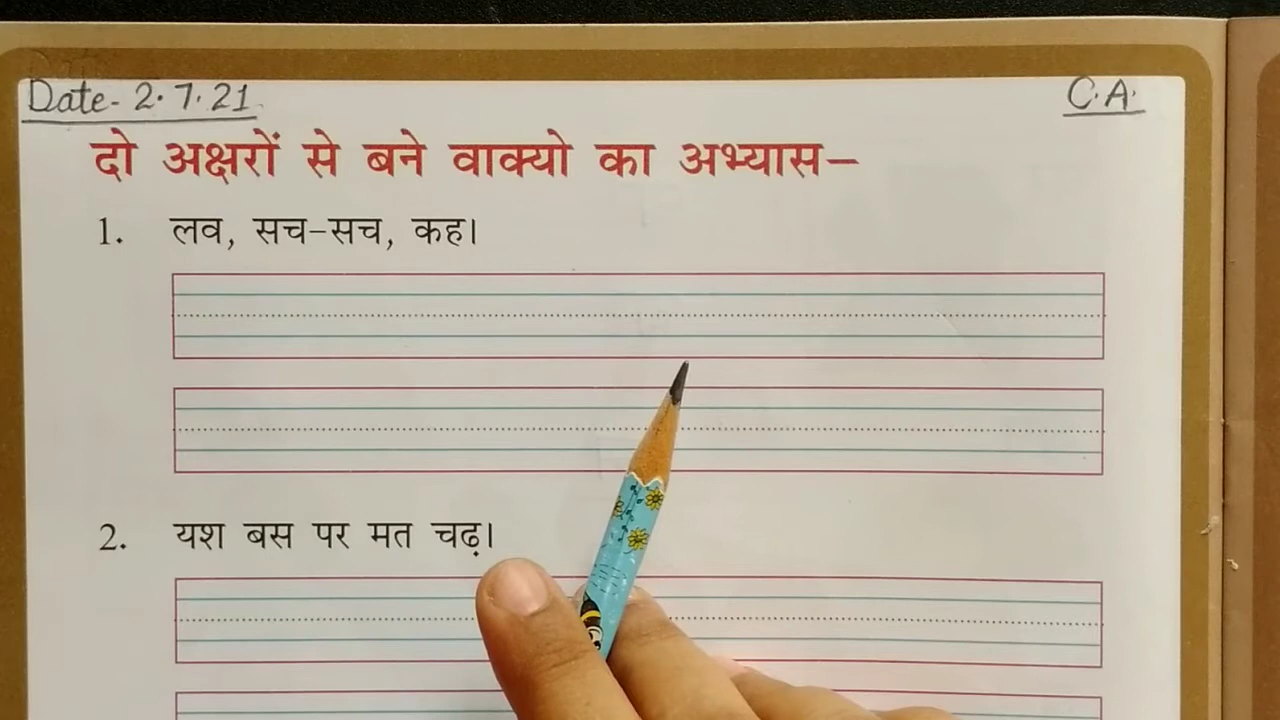 Date- 2.7.21 C.A.
दो अक्षरों से बने वाक्यो का अभ्यास–
1. लव, सच-सच, कह।
2. यश बस पर मत चढ़।